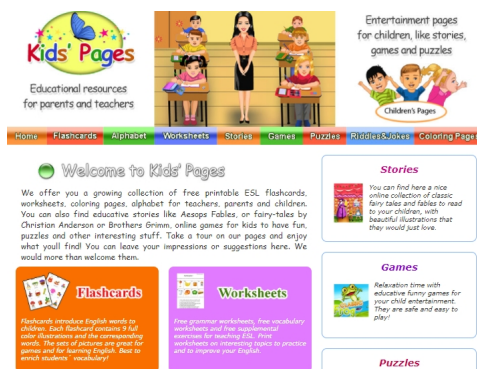 Kids' Pages
Educational resources
for parents and teachers
Entertainment pages
for children, like stories,
games and puzzles
Children's Pages
Home Flashcards Alphabet Worksheets Stories Games Puzzles Riddles&Jokes Coloring Page
Welcome to Kids' Pages
We offer you a growing collection of free printable ESL flashcards,
worksheets, coloring pages, alphabet for teachers, parents and children.
You can also find educative stories like Aesops Fables, or fairy-tales by
Christian Anderson or Brothers Grimm, online games for kids to have fun,
puzzles and other interesting stuff. Take a tour on our pages and enjoy
what youll find! You can leave your impressions or suggestions here. We
would more than welcome them.
Flashcards
Flashcards introduce English words to
children. Each flashcard contains 9 full
color illustrations and the corresponding
words. The sets of pictures are great for
games and for learning English. Best to
enrich students` vocabulary!
Worksheets
Free grammar worksheets, free vocabulary
worksheets and free supplemental
exercises for teaching ESL. Print
worksheets on interesting topics to practice
and to improve your English.
Stories
You can find here a nice
online collection of classic
fairy tales and fables to read
to your children, with
beautiful illustrations that
they would just love.
Games
Relaxation time with
educative funny games for
your child entertainment.
They are safe and easy to
play!
Puzzles